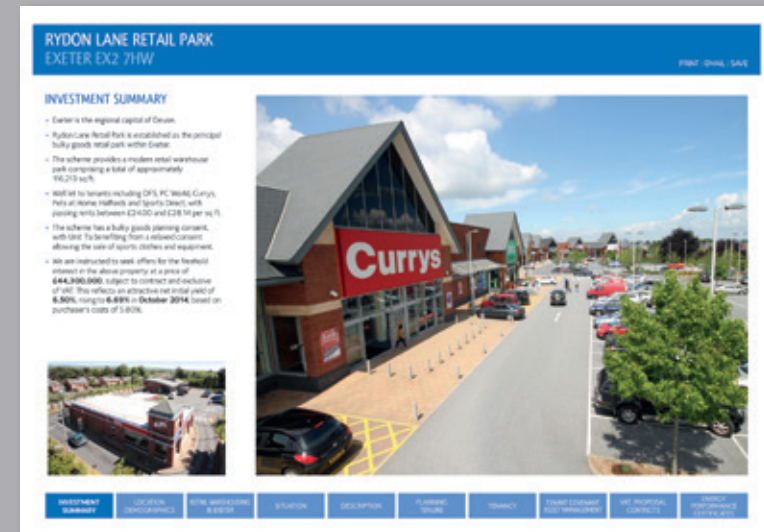 RYDON LANE RETAIL PARK
EXETER EX2 7HW
PRINT | EMAIL | SAVE
INVESTMENT SUMMARY
- Exeter is the regional capital of Devon.
- Rydon Lane Retail Park is established as the principal
bulky goods retail park within Exeter.
- The scheme provides a modern retail warehouse
park comprising a total of approximately
sq ft.
- Well let to tenants including DFS, PC World, Currys,
Pets at Home, Halfords and Sports Direct, with
passing rents between £24.00 and £28.14 per sq ft.
- The scheme has a bulky goods planning consent,
with Unit benefiting from a relaxed consent
allowing the sale of sports clothes and equipment.
- We are instructed to seek offers for the freehold
interest in the above property at a price of
£44,300,000, subject to contract and exclusive
of VAT. This reflects an attractive net initial yield of
6.50%, rising to 6.69% in October 2014, based on
purchaser's costs of 5.80%.
Currys
INVESTMENT
SUMMARY
LOCATION
DEMOGRAPHICS
RETAIL WAREHOUSING
IN EXETER
SITUATION
DESCRIPTION
PLANNING
TENURE
TENANCY
TENANT COVENANT
ASSET MANAGEMENT
VAT, PROPOSAL
CONTACTS
ENERGY
PERFORMANCE
CERTIFICATES